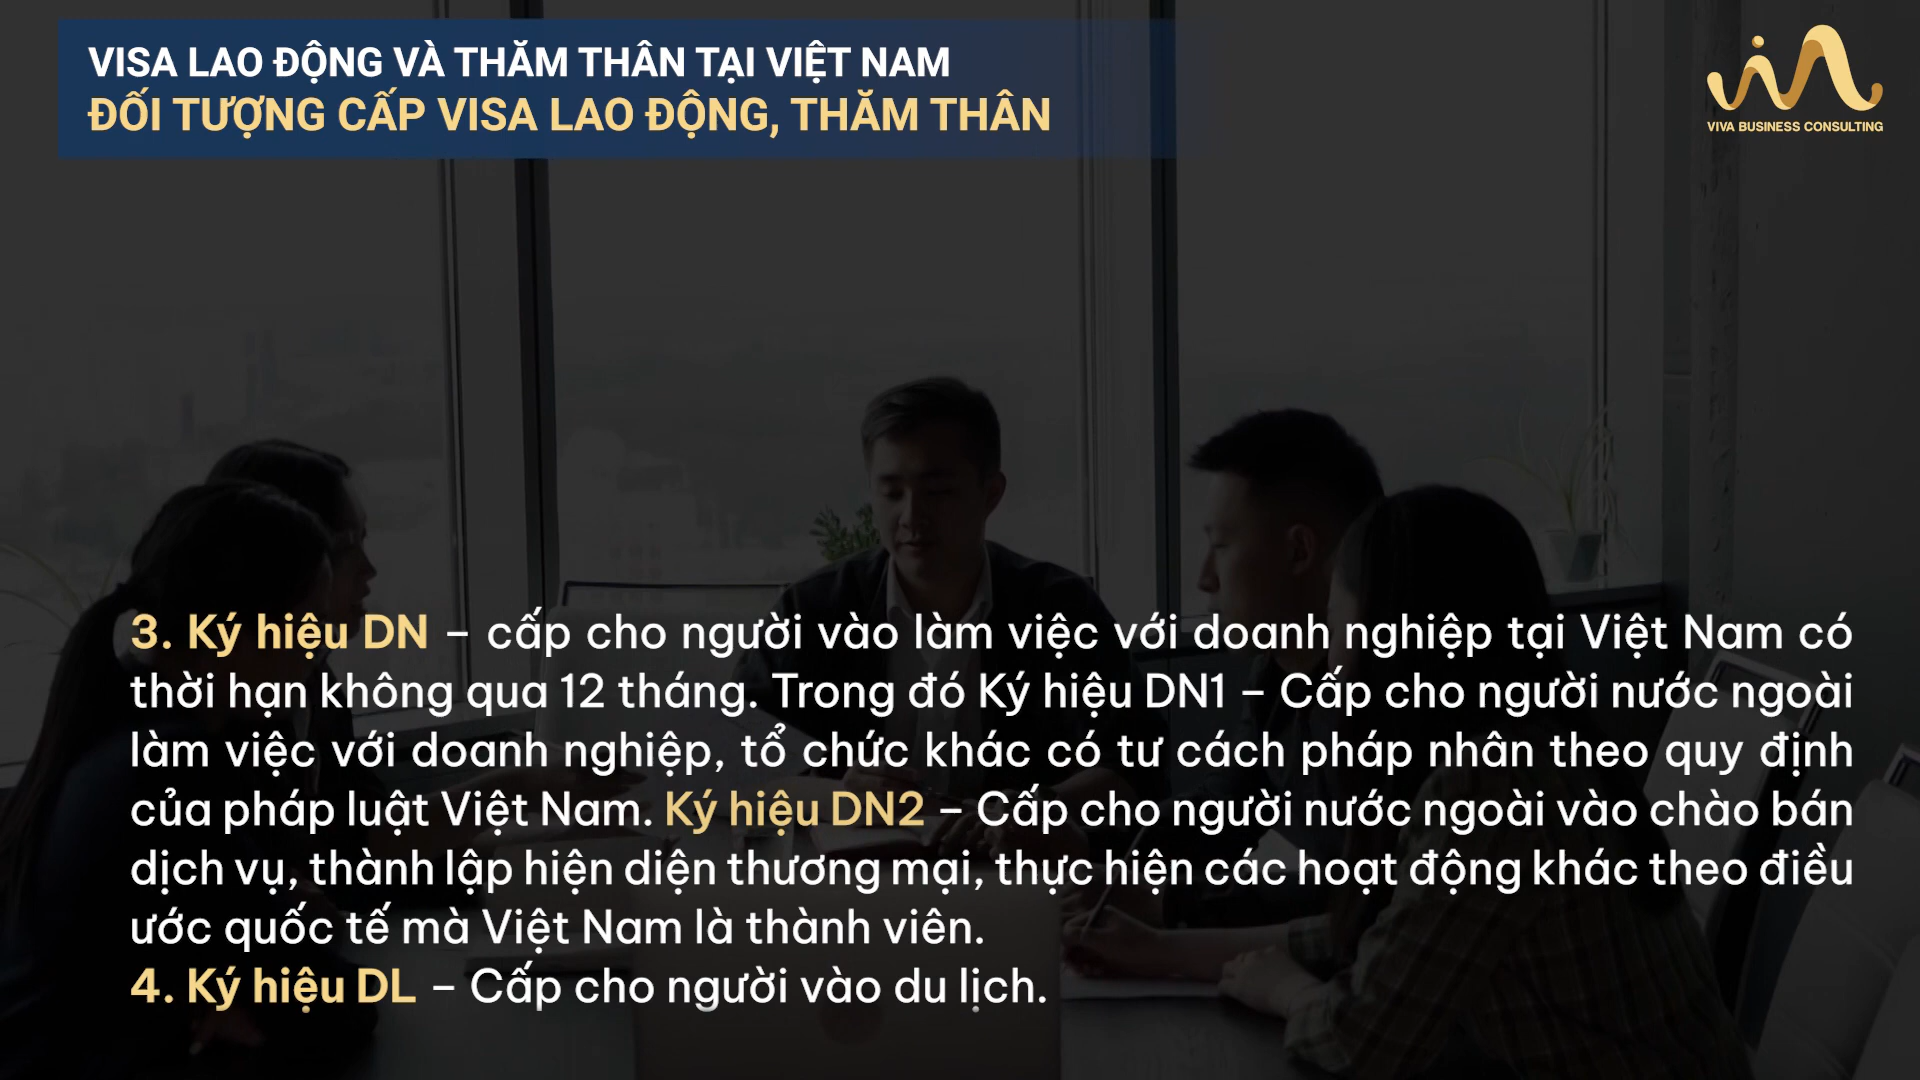 VISA LAO ĐỘNG VÀ THĂM THÂN TẠI VIỆT NAM
ĐỐI TƯỢNG CẤP VISA LAO ĐỘNG, THĂM THÂN
VIVA BUSINESS CONSULTING
3. Ký hiệu DN – cấp cho người vào làm việc với doanh nghiệp tại Việt Nam có
thời hạn không qua 12 tháng. Trong đó Ký hiệu DN1 – Cấp cho người nước ngoài
làm việc với doanh nghiệp, tổ chức khác có tư cách pháp nhân theo quy định
của pháp luật Việt Nam. Ký hiệu DN2 – Cấp cho người nước ngoài vào chào bán
dịch vụ, thành lập hiện diện thương mại, thực hiện các hoạt động khác theo điều
ước quốc tế mà Việt Nam là thành viên.
4. Ký hiệu DL – Cấp cho người vào du lịch.